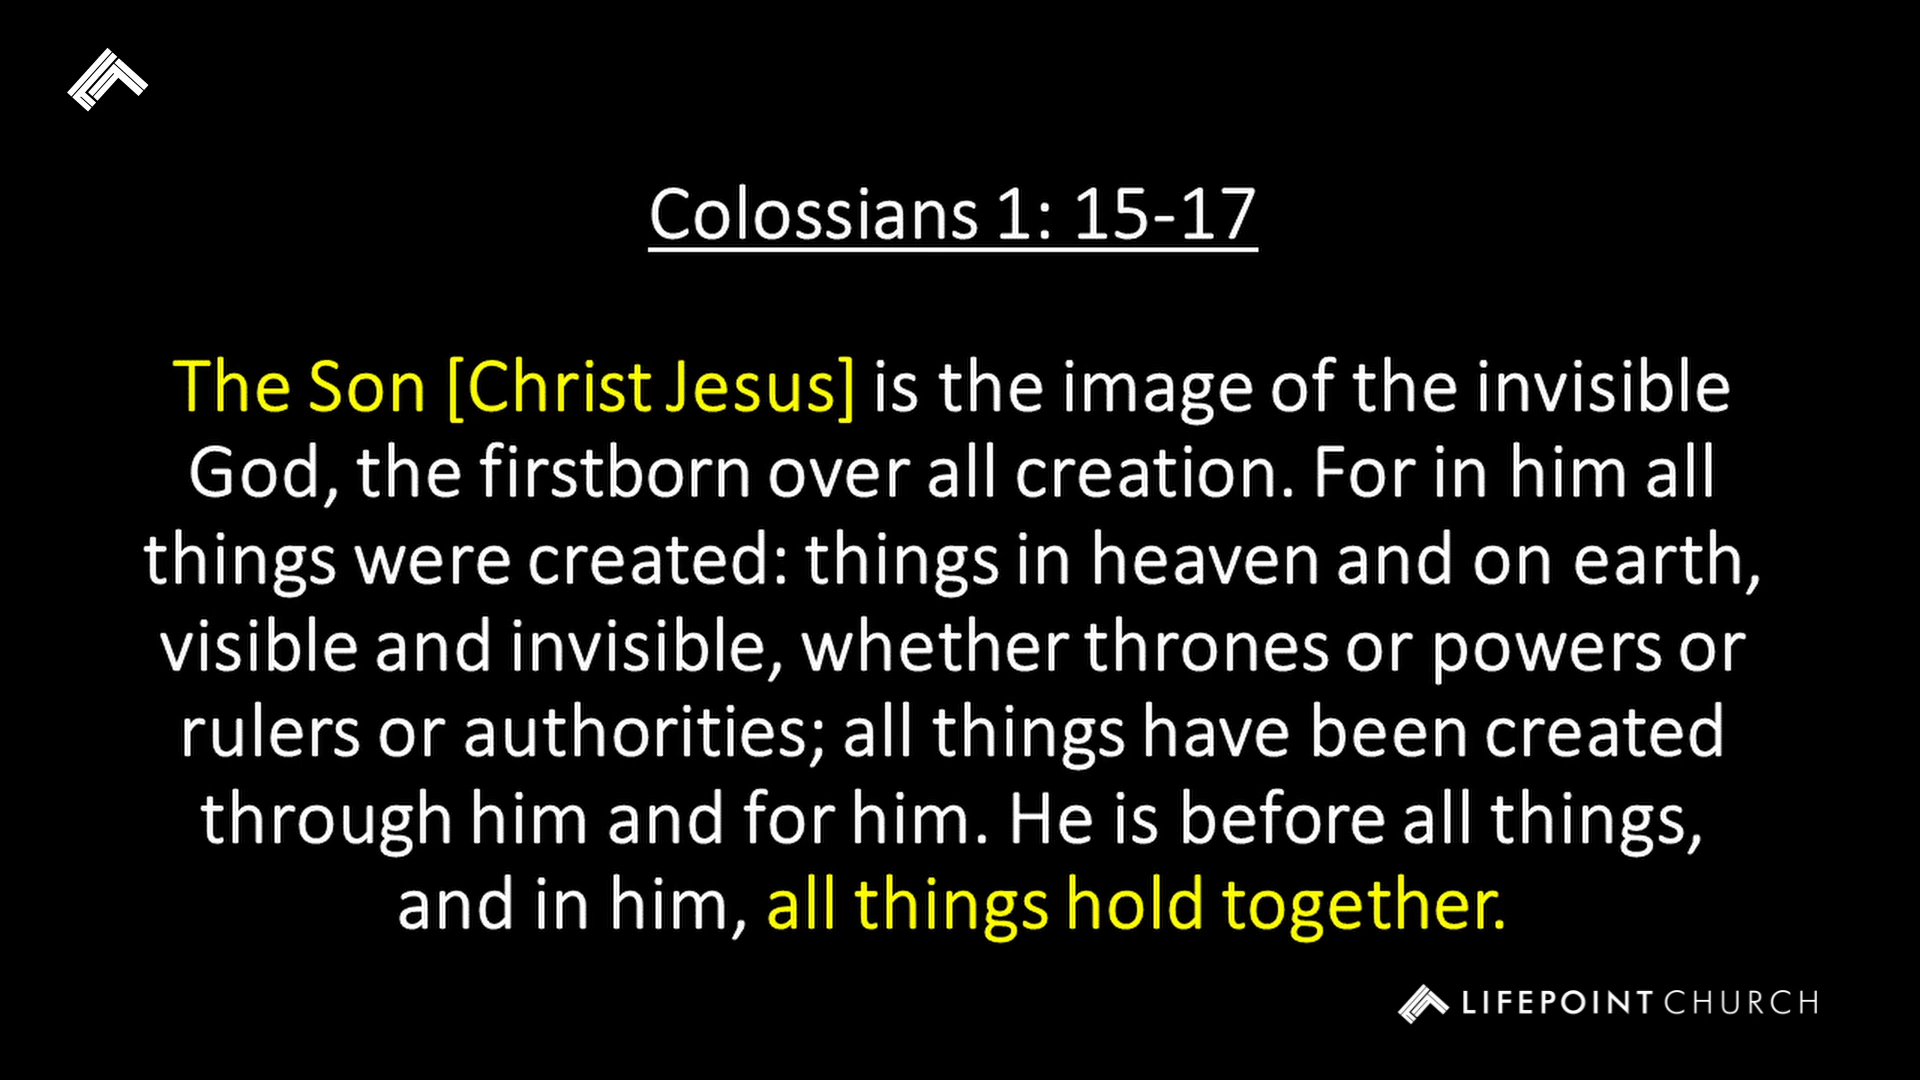 Colossians 1: 15-17
The Son [Christ Jesus] is the image of the invisible
God, the firstborn over all creation. For in him all
things were created: things in heaven and on earth,
visible and invisible, whether thrones or powers or
rulers or authorities; all things have been created
through him and for him. He is before all things,
and in him, all things hold together.
LIFEPOINT CHURCH